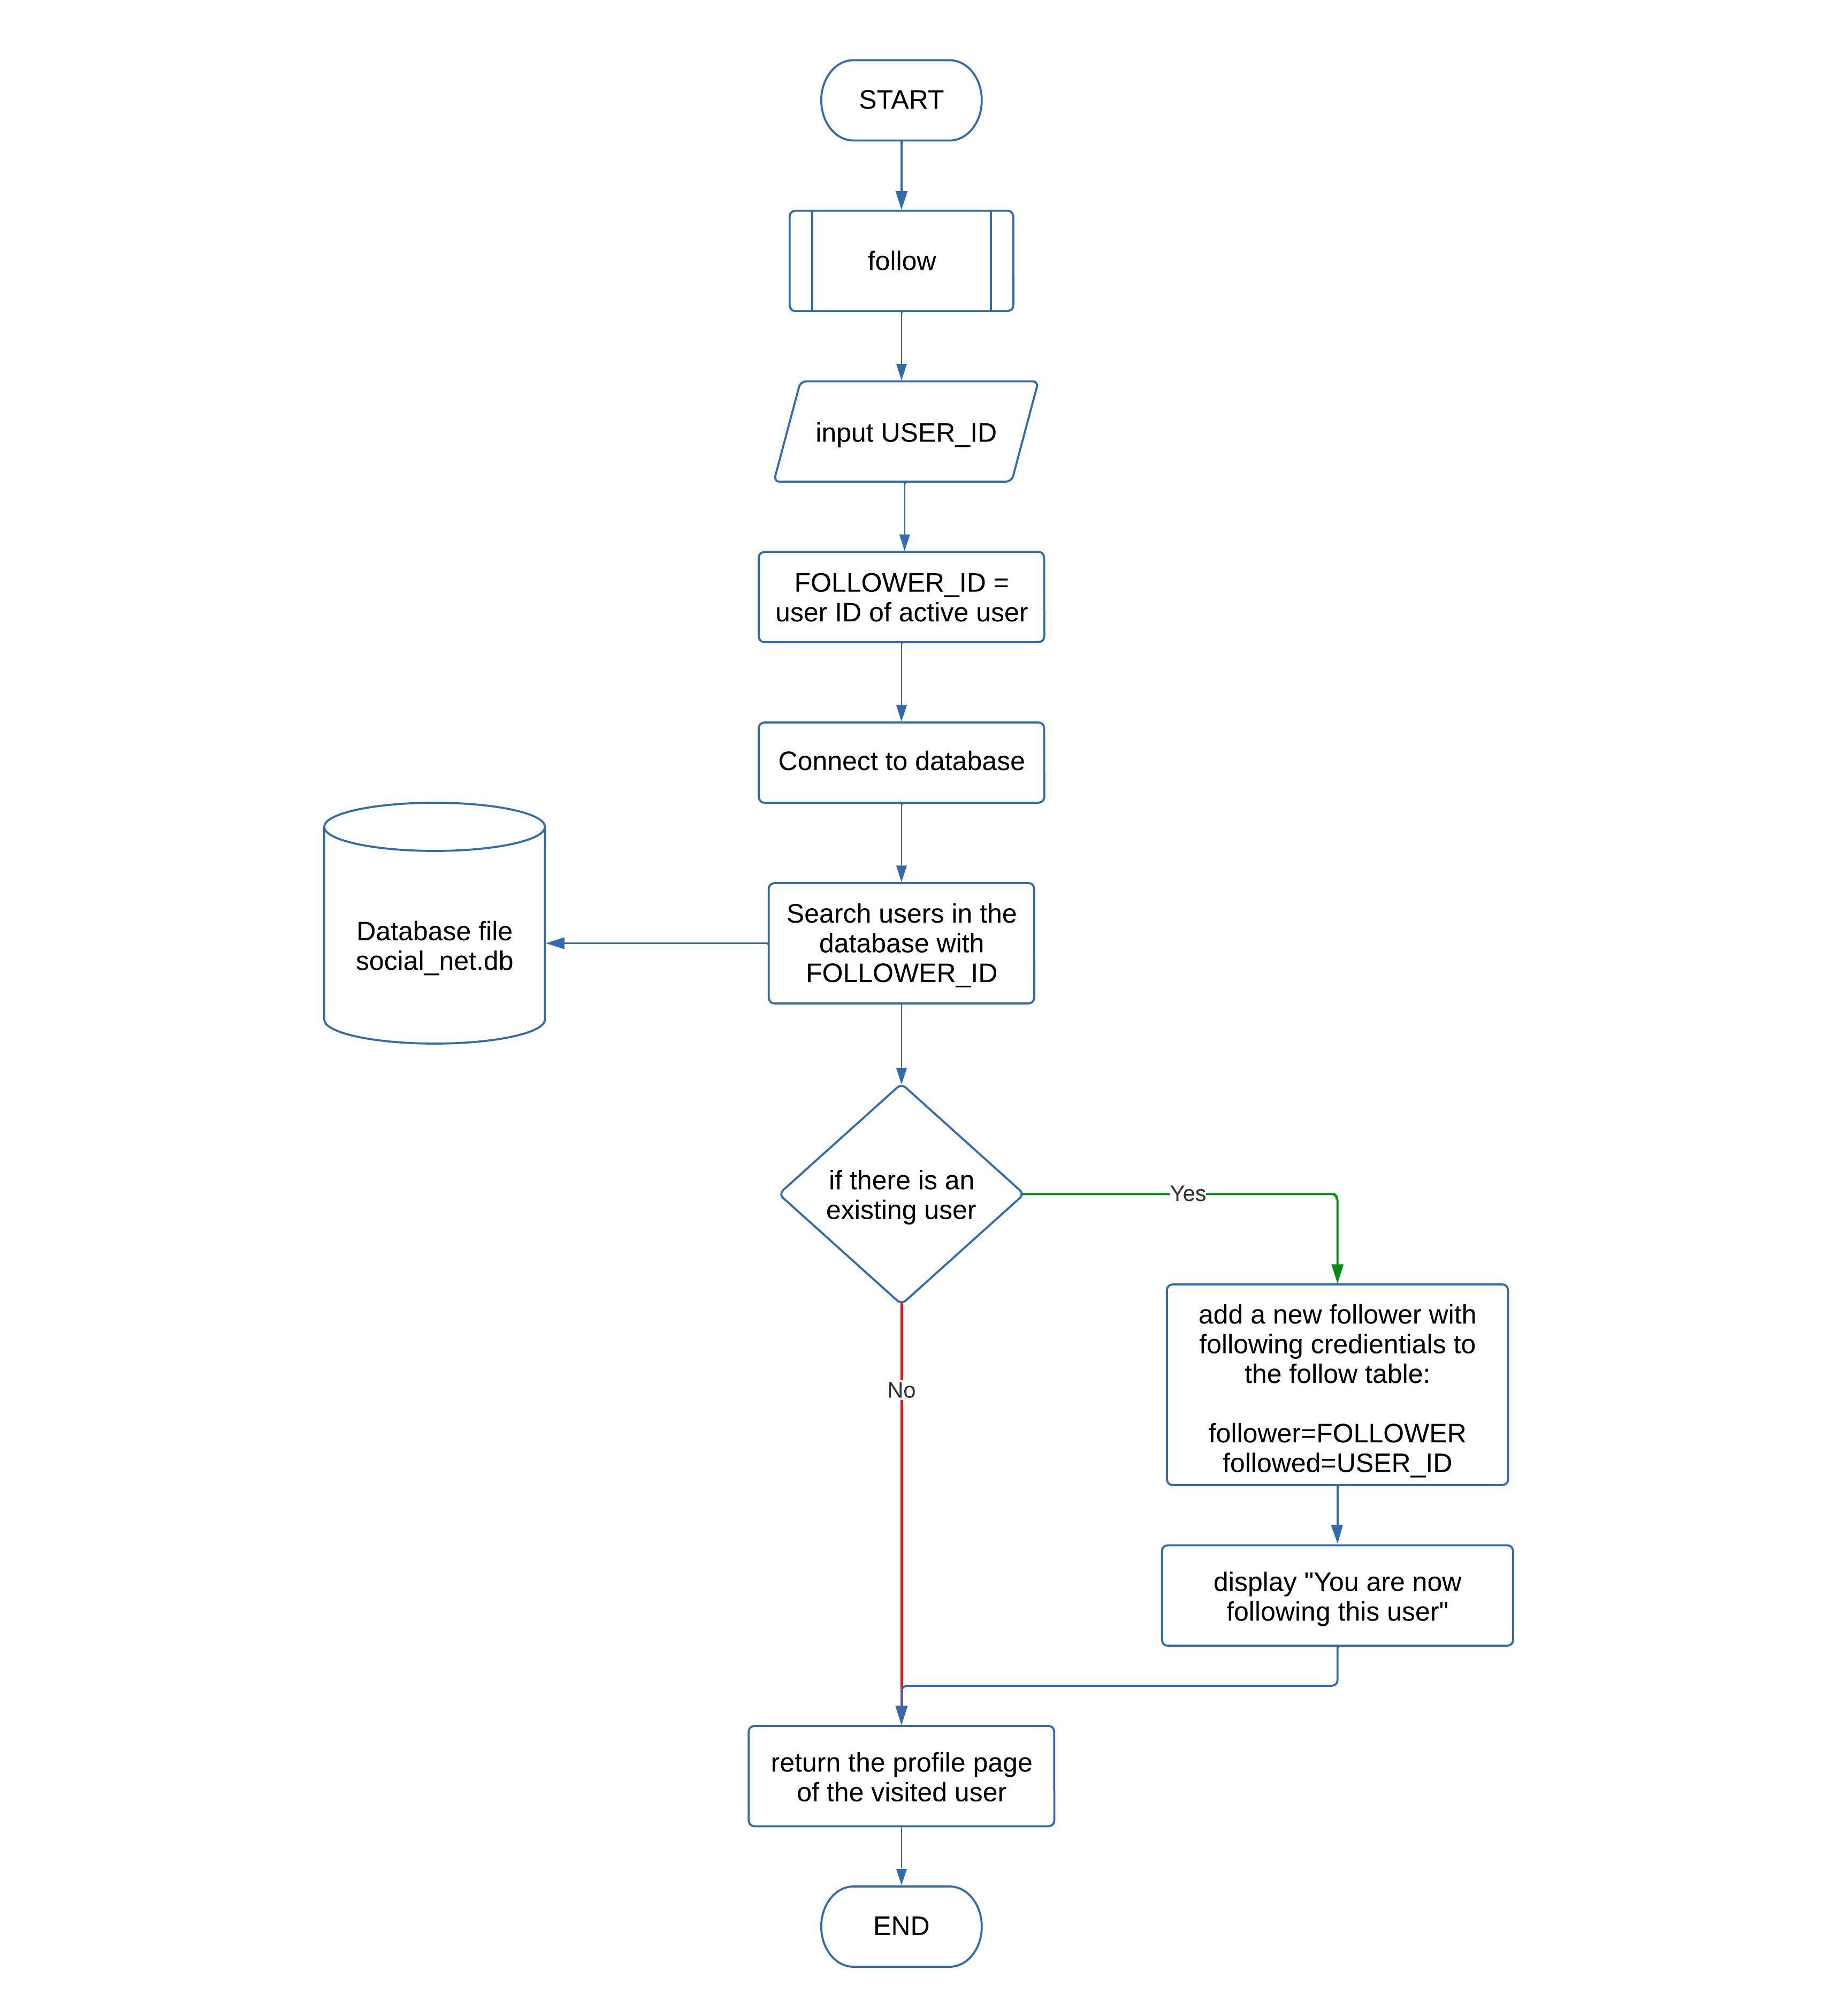 START
follow
input USER_ID
FOLLOWER_ID =
user ID of active user
Connect to database
Database file
social_net.db
Search users in the
database with
FOLLOWER_ID
if there is an
existing user
Yes
No
add a new follower with
following credentials to
the follow table:
follower=FOLLOWER
followed=USER_ID
display "You are now
following this user"
return the profile page
of the visited user
END